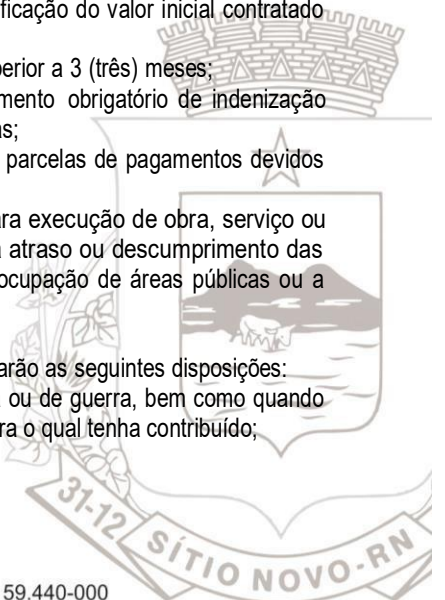 ficação do valor inicial contratado
erior a 3 (três) meses;
mento obrigatório de indenização
as;
parcelas de pagamentos devidos
ra execução de obra, serviço ou
atraso ou descumprimento das
ocupação de áreas públicas ou a
arão as seguintes disposições:
ou de guerra, bem como quando
ra o qual tenha contribuído;
31-12 SÍTIO NOVO-RN
59.440-000